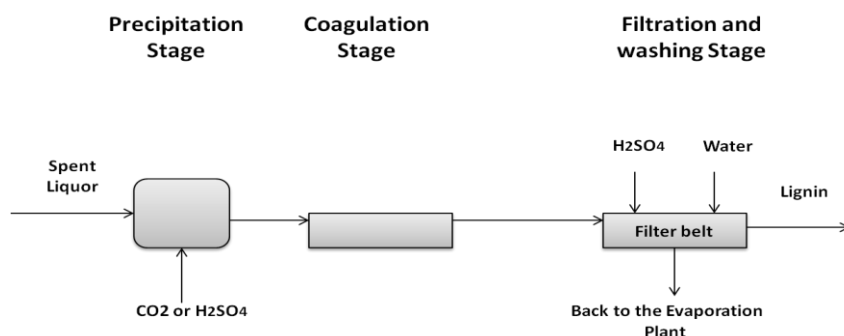 Precipitation
Stage
Coagulation
Stage
Filtration and
washing Stage
Spent
Liquor
H2SO4
Water
Lignin
Filter belt
CO2 or H2SO4
Back to the Evaporation
Plant